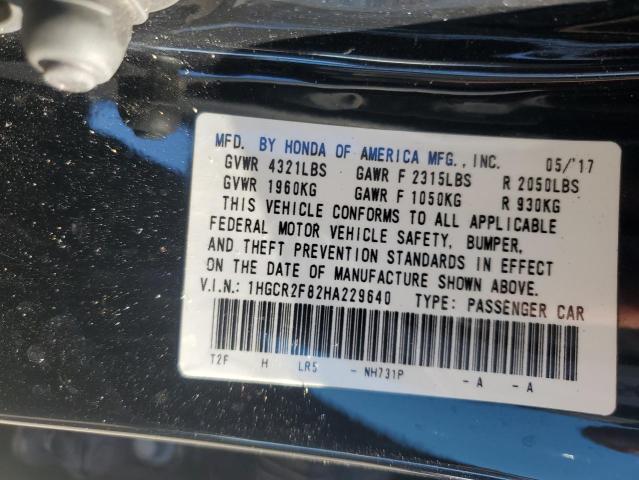 MFD. BY HONDA OF AMERICA MFG., INC. 05/'17
GVWR 4321LBS GAWR F 2315LBS R 2050LBS
GVWR 1960KG GAWR F 1050KG R 930KG
THIS VEHICLE CONFORMS TO ALL APPLICABLE
FEDERAL MOTOR VEHICLE SAFETY, BUMPER,
AND THEFT PREVENTION STANDARDS IN EFFECT
ON THE DATE OF MANUFACTURE SHOWN ABOVE.
V.I.N.: 1HGCR2F82HA229640 TYPE: PASSENGER CAR
T2F H LR5 - NH731P - A - A